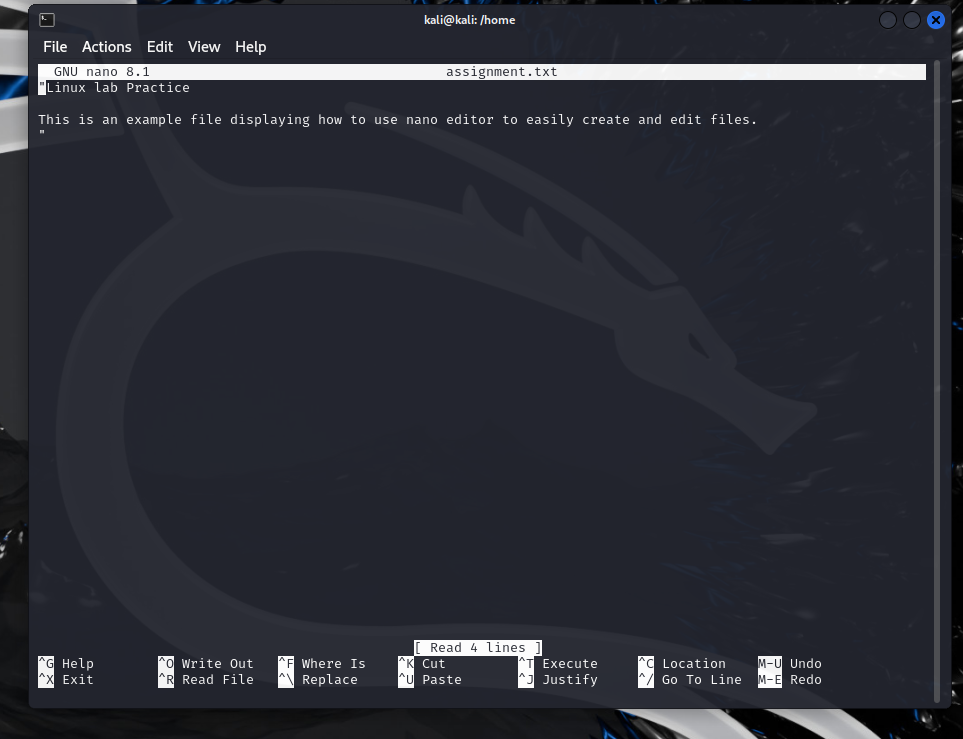 kali@kali: /home
File Actions Edit View Help
GNU nano 8.1 assignment.txt
"Linux lab Practice
This is an example file displaying how to use nano editor to easily create and edit files.
"
[ Read 4 lines ]
^G Help ^O Write Out ^F Where Is ^K Cut ^T Execute ^C Location M-U Undo
^X Exit ^R Read File ^\ Replace ^U Paste ^J Justify ^/ Go To Line M-E Redo